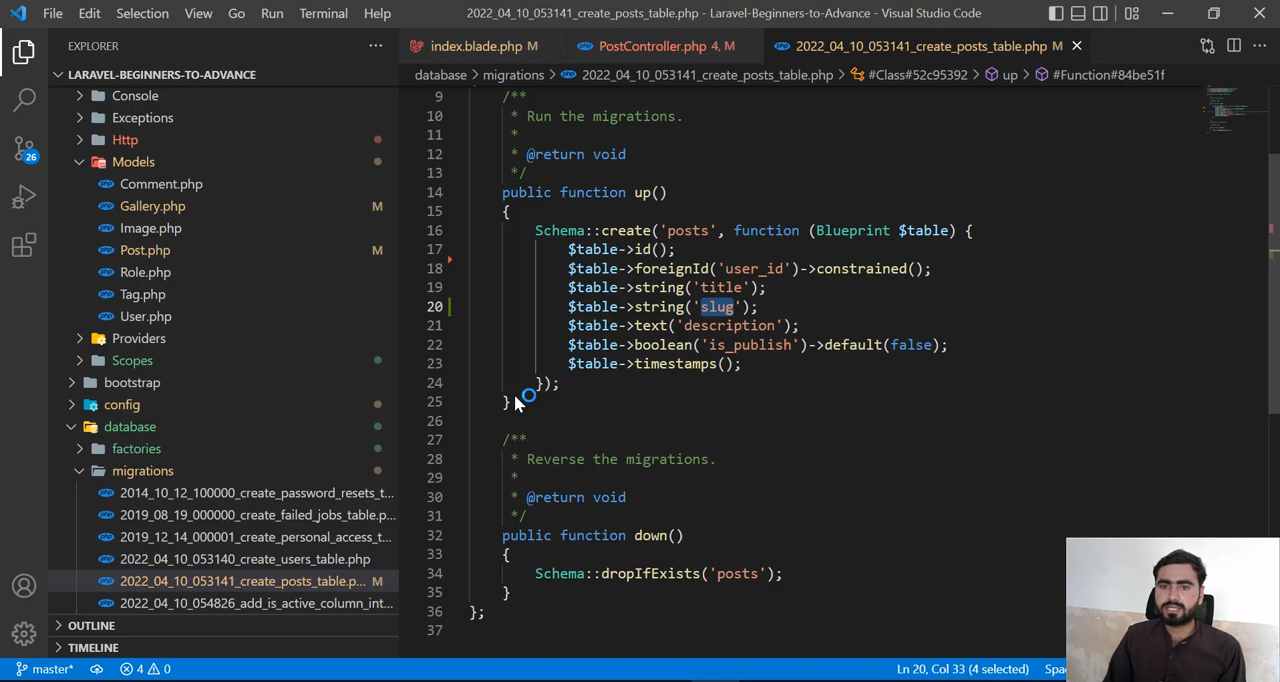 File Edit Selection View Go Run Terminal Help
2022_04_10_053141_create_posts_table.php - Laravel-Beginners-to-Advance - Visual Studio Code
EXPLORER
LARAVEL-BEGINNERS-TO-ADVANCE
Console
Exceptions
Http
Models
Comment.php
Gallery.php M
Image.php
Post.php M
Role.php
Tag.php
User.php
Providers
Scopes
bootstrap
config
database
factories
migrations
2014_10_12_100000_create_password_resets_t...
2019_08_19_000000_create_failed_jobs_table.p...
2019_12_14_000001_create_personal_access_t...
2022_04_10_053140_create_users_table.php
2022_04_10_053141_create_posts_table.p... M
2022_04_10_054826_add_is_active_column_int...
OUTLINE
TIMELINE
26
index.blade.php M
PostController.php 4, M
2022_04_10_053141_create_posts_table.php M
database > migrations > 2022_04_10_053141_create_posts_table.php > #Class#52c95392 > up > #Function#84be51f
9 /**
10 * Run the migrations.
11 *
12 * @return void
13 */
14 public function up()
15 {
16 Schema::create('posts', function (Blueprint $table) {
17 $table->id();
18 $table->foreignId('user_id')->constrained();
19 $table->string('title');
20 $table->string('slug');
21 $table->text('description');
22 $table->boolean('is_publish')->default(false);
23 $table->timestamps();
24 });
25 }
26
27 /**
28 * Reverse the migrations.
29 *
30 * @return void
31 */
32 public function down()
33 {
34 Schema::dropIfExists('posts');
35 }
36 };
37
master* 4 0 Ln 20, Col 33 (4 selected) Spa